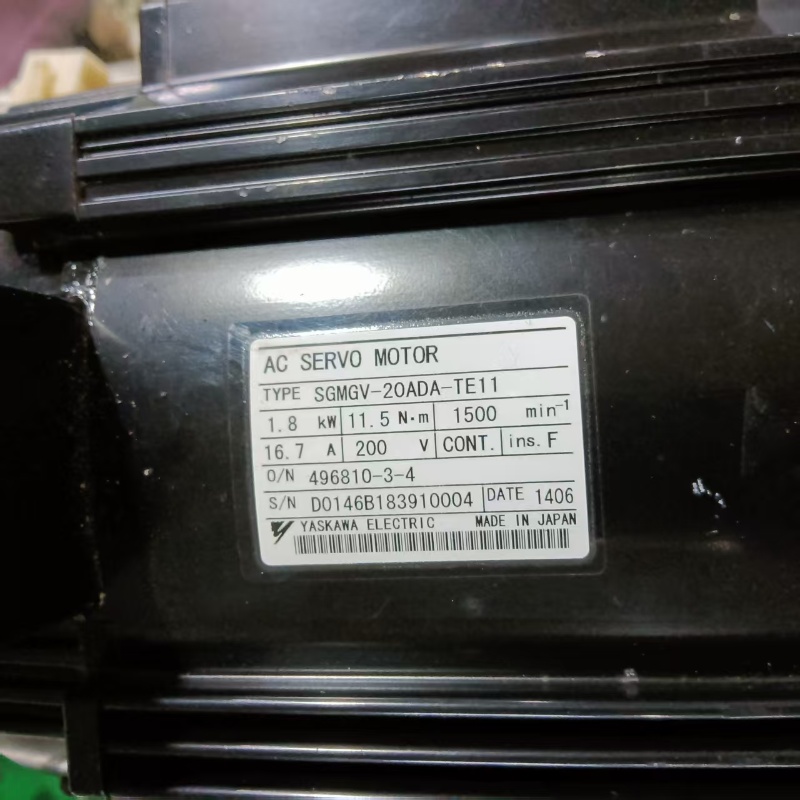 AC SERVO MOTOR
TYPE SGMGV-20ADA-TE11
1.8 kW 11.5 N·m 1500 min-1
16.7 A 200 V CONT. ins. F
O/N 496810-3-4
S/N D0146B183910004 DATE 1406
YASKAWA ELECTRIC MADE IN JAPAN